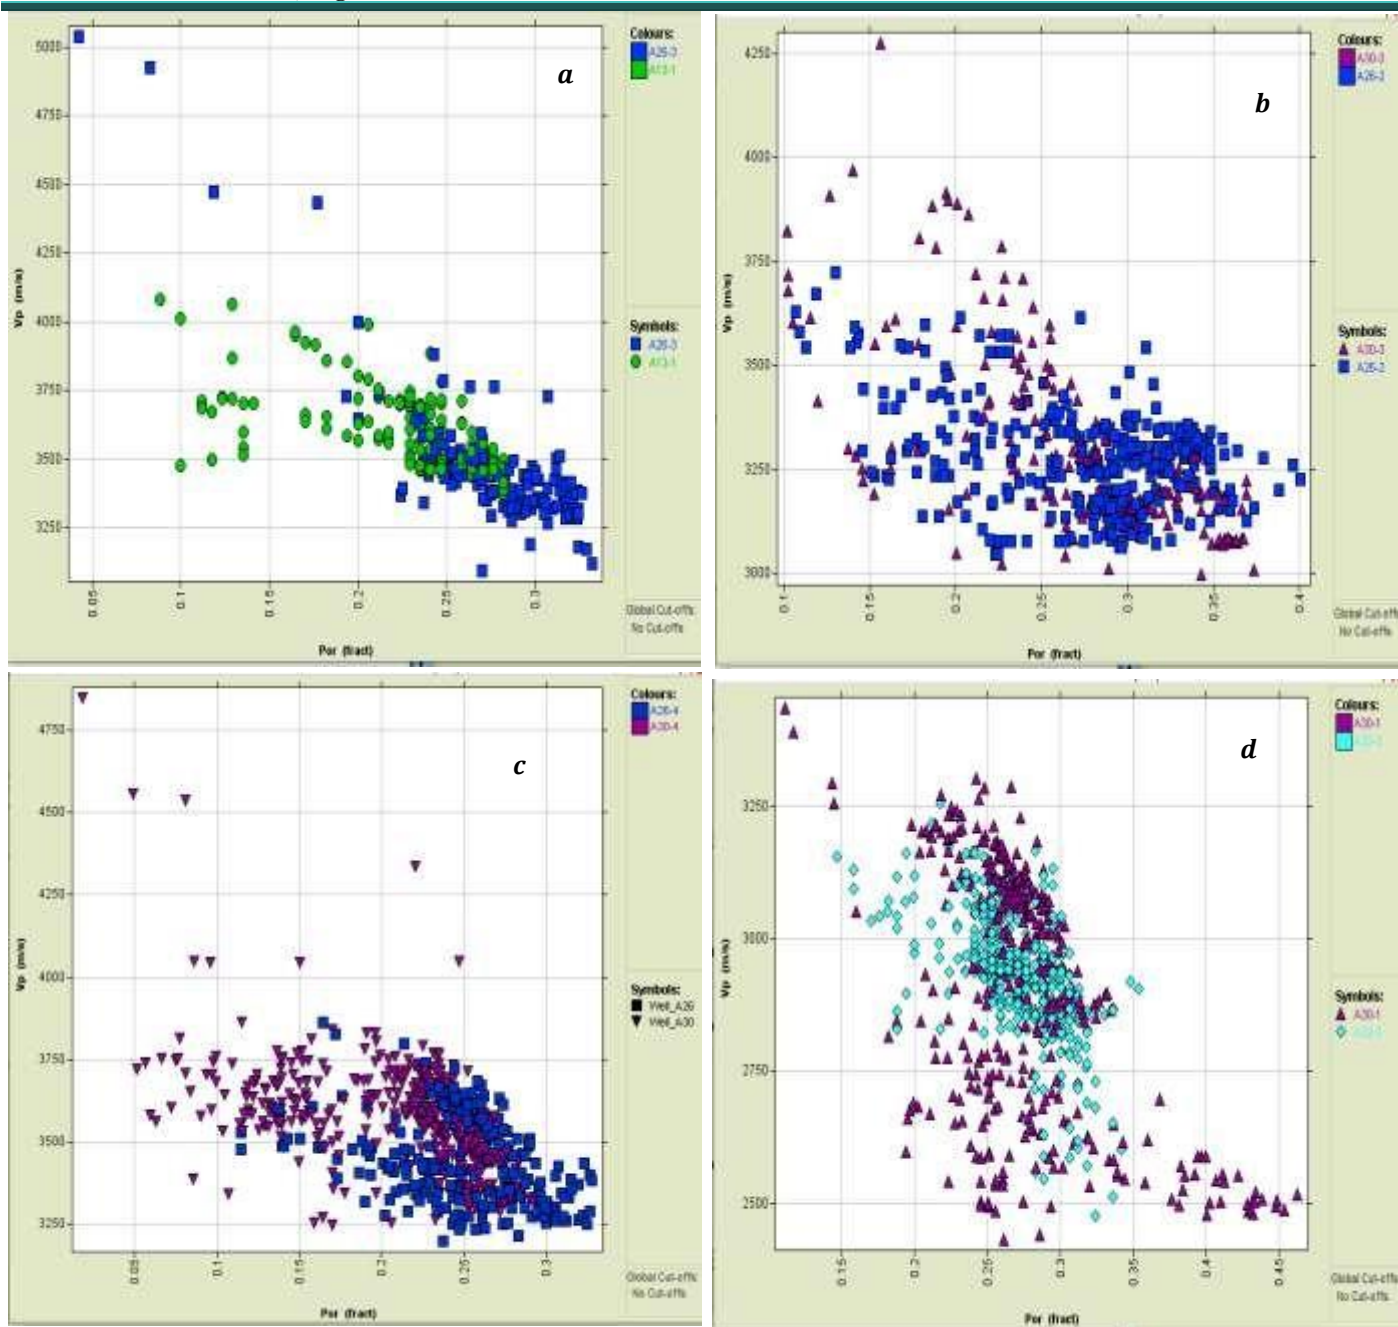 a
Colours:
A26-3
A13-1
Symbols:
A26-3
A13-1
5000
4750
4500
4250
4000
3750
3500
3250
Vp (m/s)
0.05
0.1
0.15
0.2
0.25
0.3
Por (fract)
Global Cut-offs
No Cut-offs
b
Colours:
A30-3
A26-2
Symbols:
A30-3
A26-2
4250
4000
3750
3500
3250
3000
Vp (m/s)
0.1
0.15
0.2
0.25
0.3
0.35
0.4
Por (fract)
Global Cut-offs
No Cut-offs
c
Colours:
A26-4
A30-4
Symbols:
Well_A26
Well_A30
4750
4500
4250
4000
3750
3500
3250
Vp (m/s)
0.05
0.1
0.15
0.2
0.25
0.3
Por (fract)
Global Cut-offs
No Cut-offs
d
Colours:
A30-1
Symbols:
A30-1
3250
3000
2750
2500
Vp (m/s)
0.15
0.2
0.25
0.3
0.35
0.4
0.45
Por (fract)
Global Cut-offs
No Cut-offs